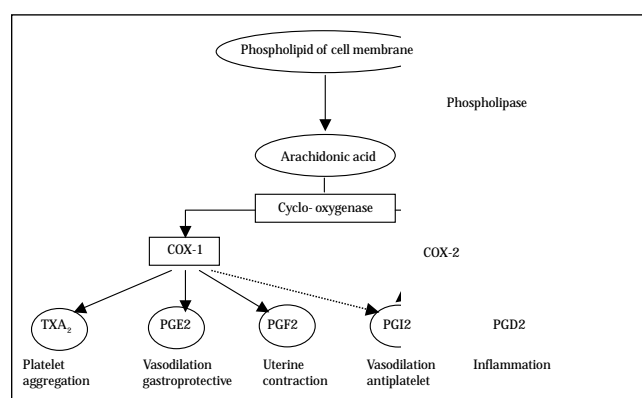 Phospholipid of cell membrane
Phospholipase
Arachidonic acid
Cyclo- oxygenase
COX-1
COX-2
TXA₂
PGE2
PGF2
PGI2
PGD2
Platelet
aggregation
Vasodilation
gastroprotective
Uterine
contraction
Vasodilation
antiplatelet
Inflammation